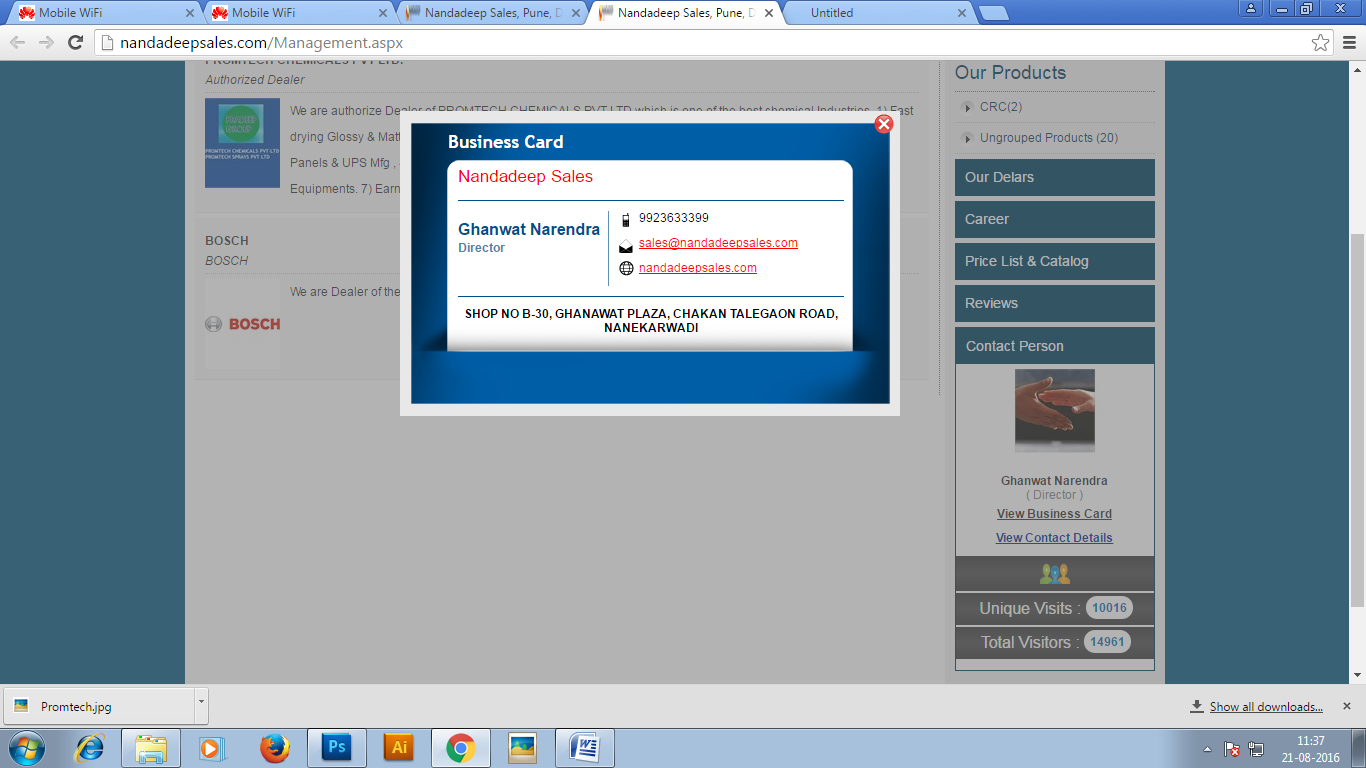 Mobile WiFi
Mobile WiFi
Nandadeep Sales, Pune, D
Nandadeep Sales, Pune, D
Untitled
nandadeepsales.com/Management.aspx
PROMTECH CHEMICALS PVT LTD.
Authorized Dealer
We are authorize Dealer of PROMTECH CHEMICALS PVT LTD which is one of the best chemical Industries. 1) Fast
drying Glossy & Matt
Panels & UPS Mfg ,
Equipments. 7) Earn
NANDEEP
GROUP
PROMTECH CHEMICALS PVT-LTD
PROMTECH SPRAYS PVT LTD
BOSCH
BOSCH
We are Dealer of the
BOSCH
Business Card
Nandadeep Sales
Ghanwat Narendra
Director
9923633399
sales@nandadeepsales.com
nandadeepsales.com
SHOP NO B-30, GHANAWAT PLAZA, CHAKAN TALEGAON ROAD,
NANEKARWADI
Our Products
CRC(2)
Ungrouped Products (20)
Our Delars
Career
Price List & Catalog
Reviews
Contact Person
Ghanwat Narendra
( Director )
View Business Card
View Contact Details
Unique Visits : 10016
Total Visitors : 14961
Promtech.jpg
Show all downloads...
Ps
Ai
W
11:37
21-08-2016